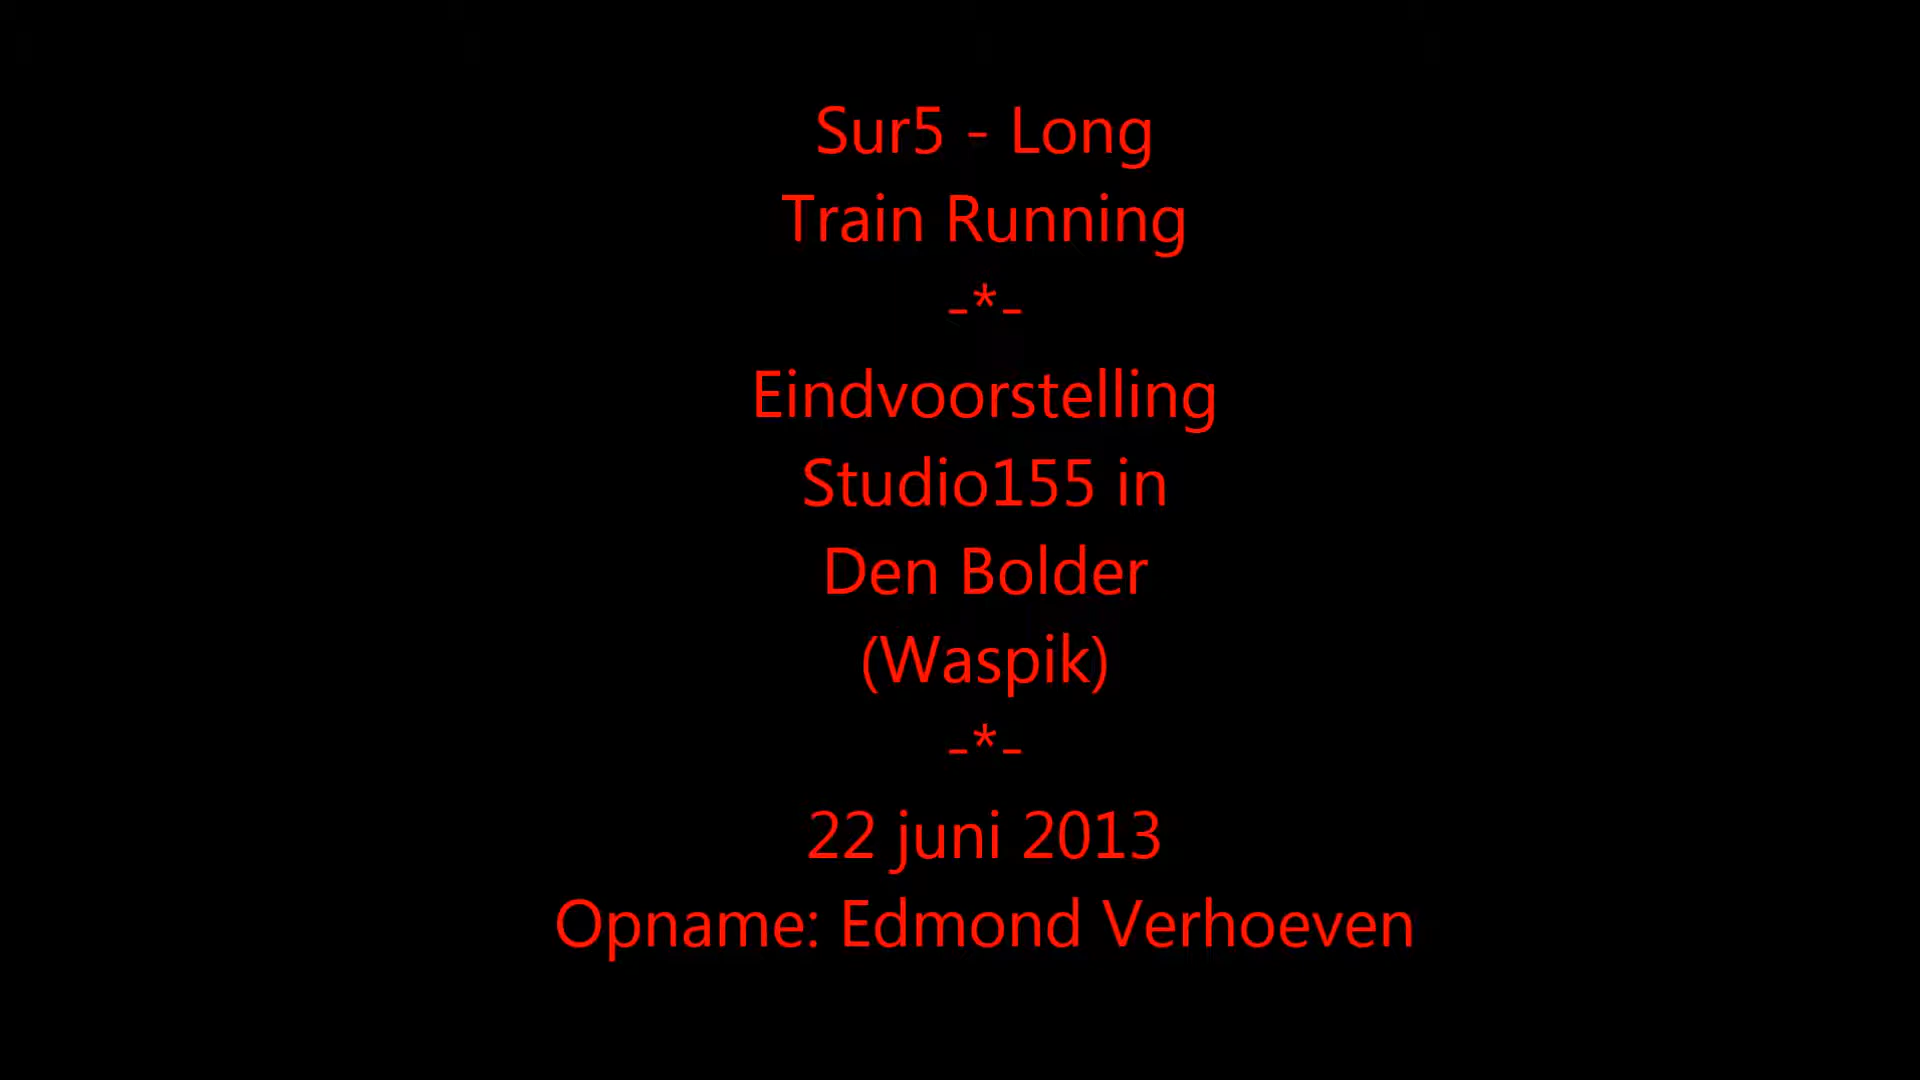 Sur5 - Long
Train Running
-*-
Eindvoorstelling
Studio155 in
Den Bolder
(Waspik)
-*-
22 juni 2013
Opname: Edmond Verhoeven